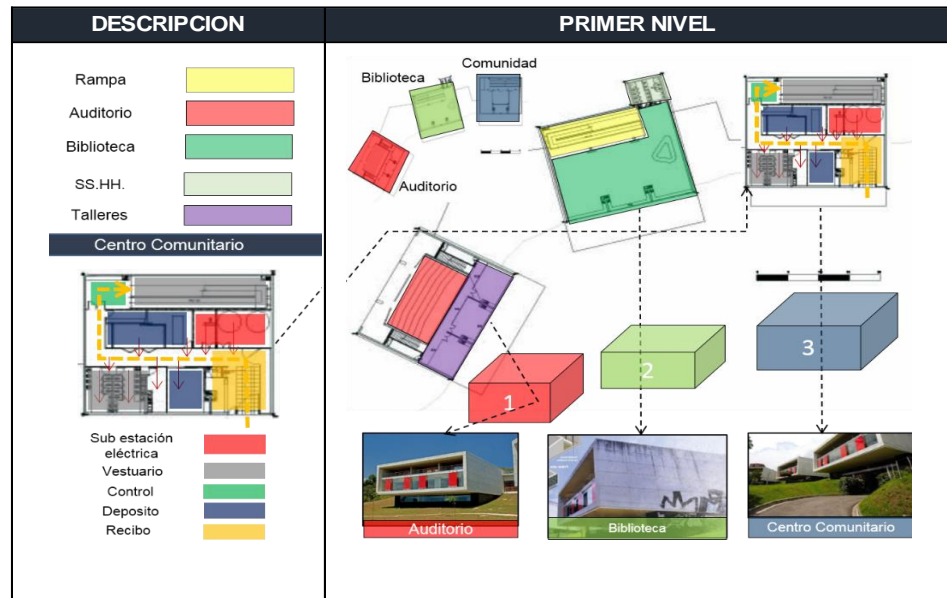 DESCRIPCION
PRIMER NIVEL
Rampa
Auditorio
Biblioteca
SS.HH.
Talleres
Centro Comunitario
Sub estación
eléctrica
Vestuario
Control
Deposito
Recibo
Comunidad
Biblioteca
Auditorio
1
2
3
Auditorio
Biblioteca
Centro Comunitario